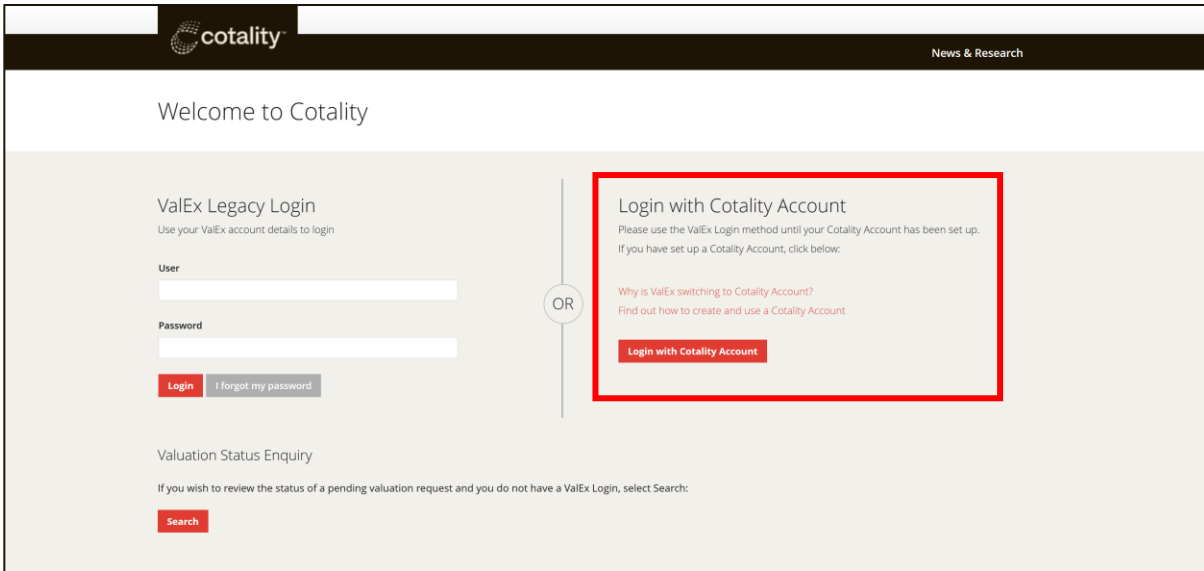 cotality™
News & Research
Welcome to Cotality
ValEx Legacy Login
Use your ValEx account details to login
User
Password
Login
I forgot my password
OR
Login with Cotality Account
Please use the ValEx Login method until your Cotality Account has been set up.
If you have set up a Cotality Account, click below:
Why is ValEx switching to Cotality Account?
Find out how to create and use a Cotality Account
Login with Cotality Account
Valuation Status Enquiry
If you wish to review the status of a pending valuation request and you do not have a ValEx Login, select Search:
Search